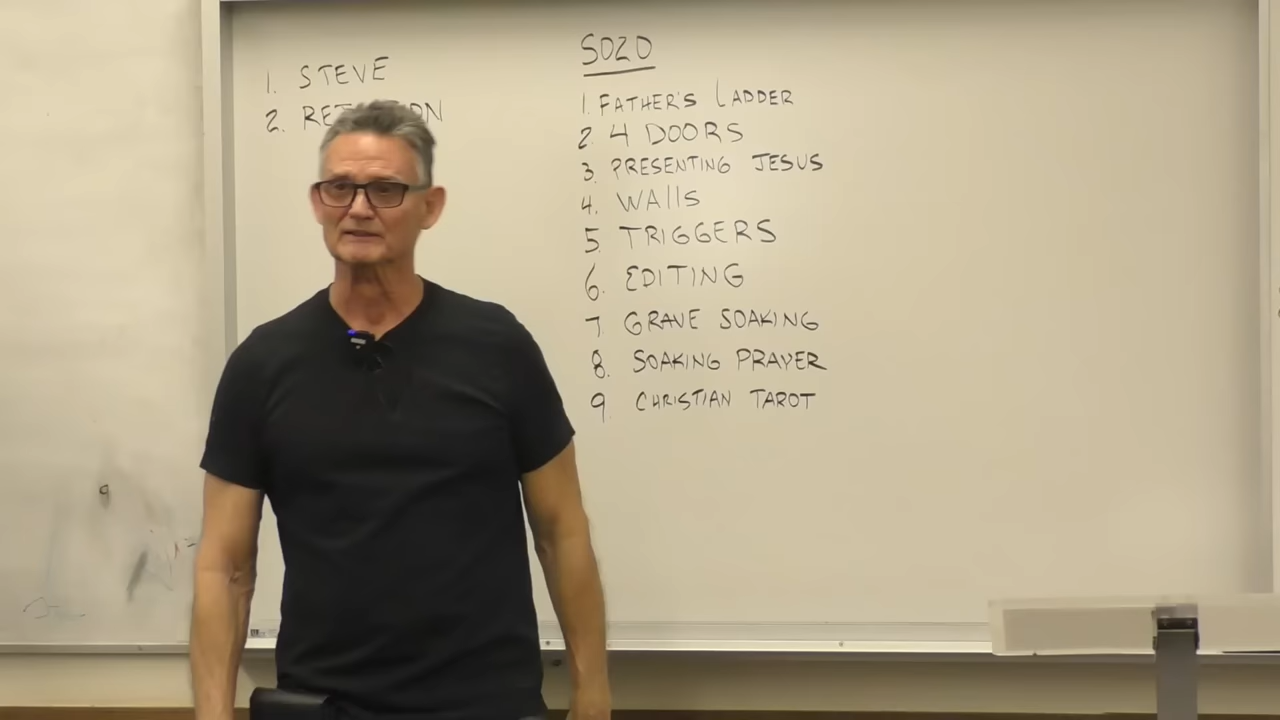 1. STEVE
2.
SOZO
1. FATHER'S LADDER
2. 4 DOORS
3. PRESENTING JESUS
4. WAllS
5. TRIGGERS
6. EDITING
7 GRAVE SOAKING
8. SOAKING PRAYER
9. CHRISTIAN TAROT